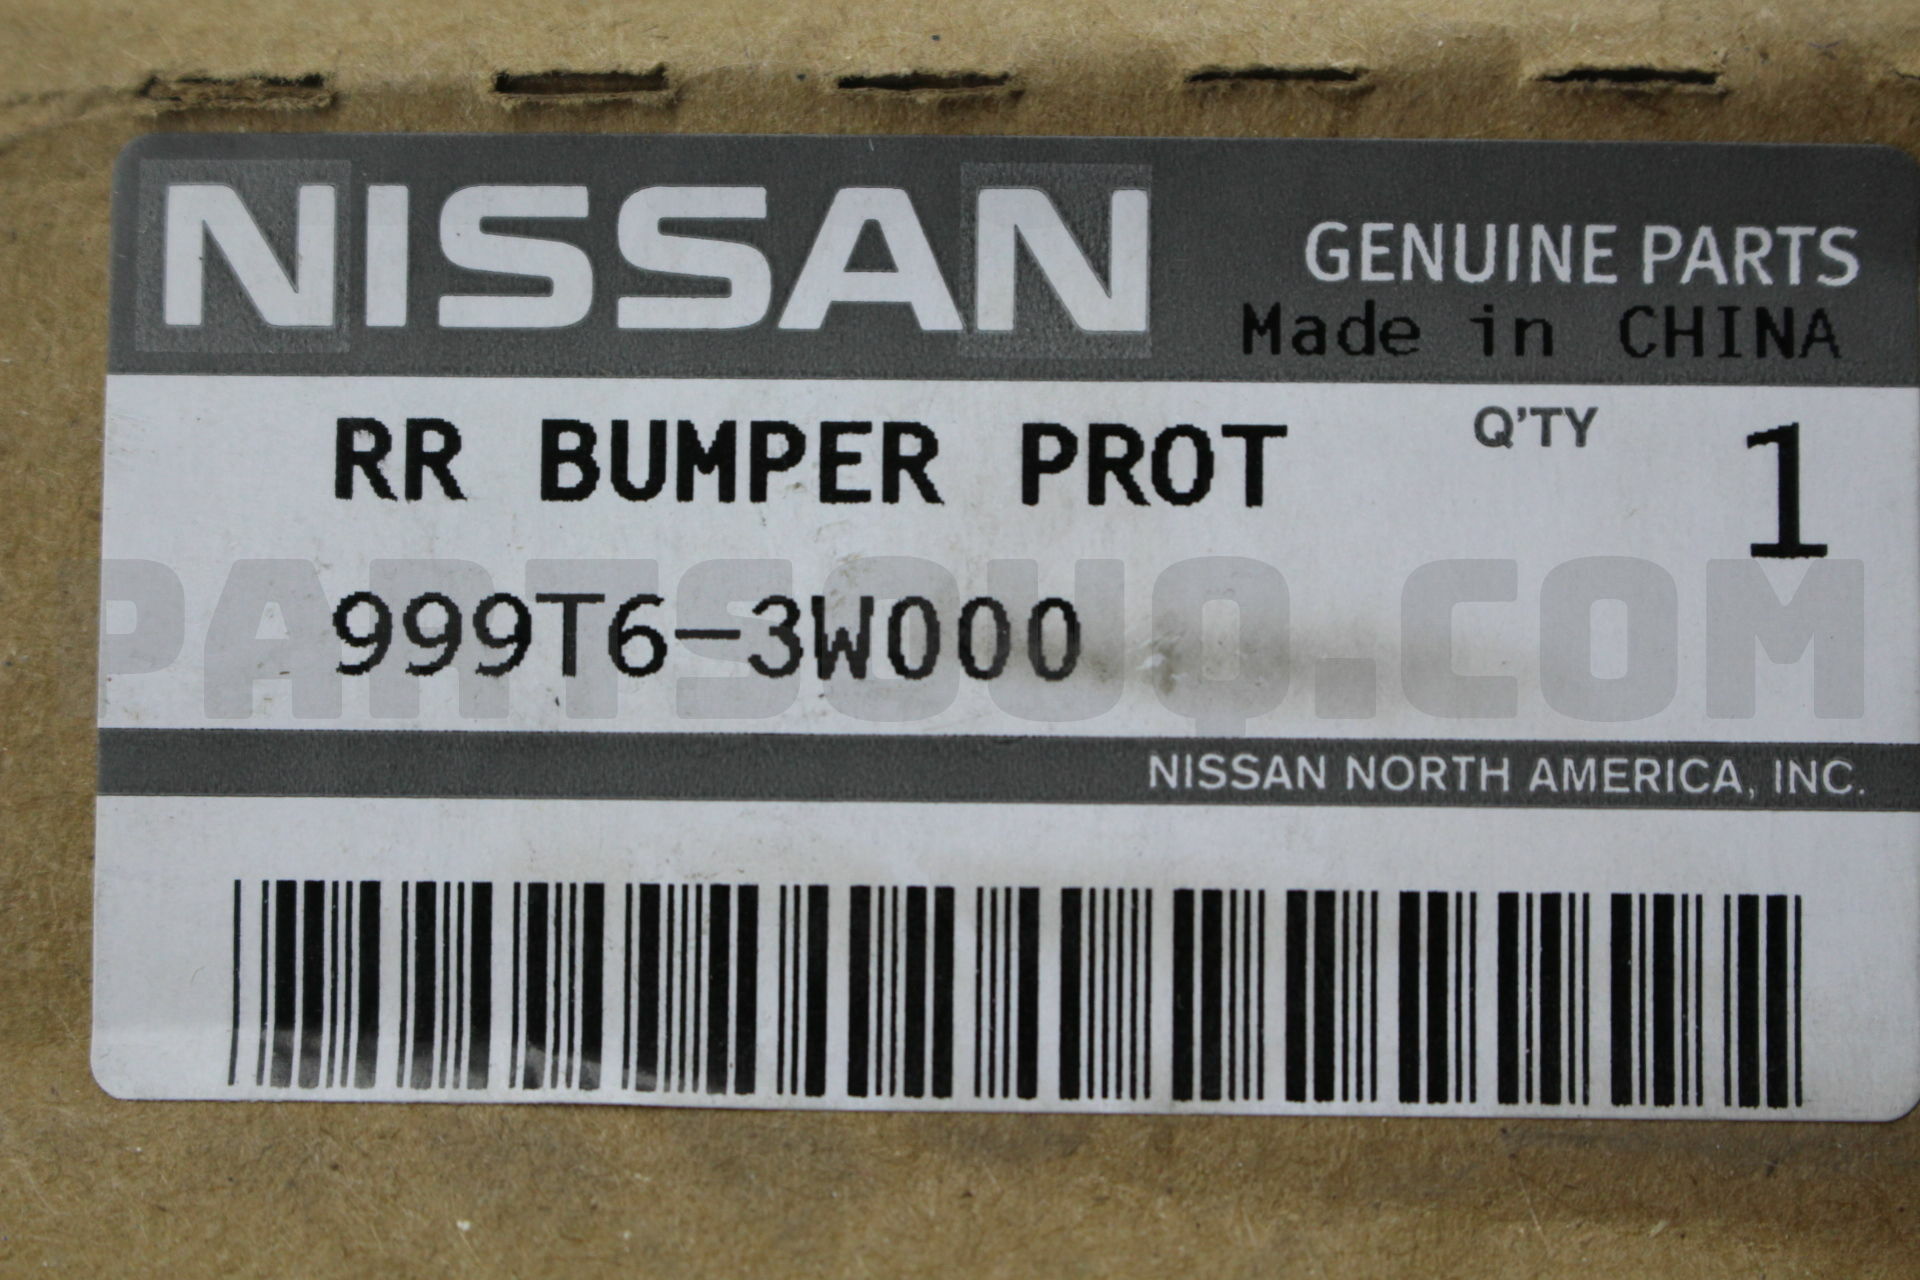 NISSAN
GENUINE PARTS
Made in CHINA
RR BUMPER PROT
Q'TY 1
999T6-3W000
PARTSOUQ.COM
NISSAN NORTH AMERICA, INC.